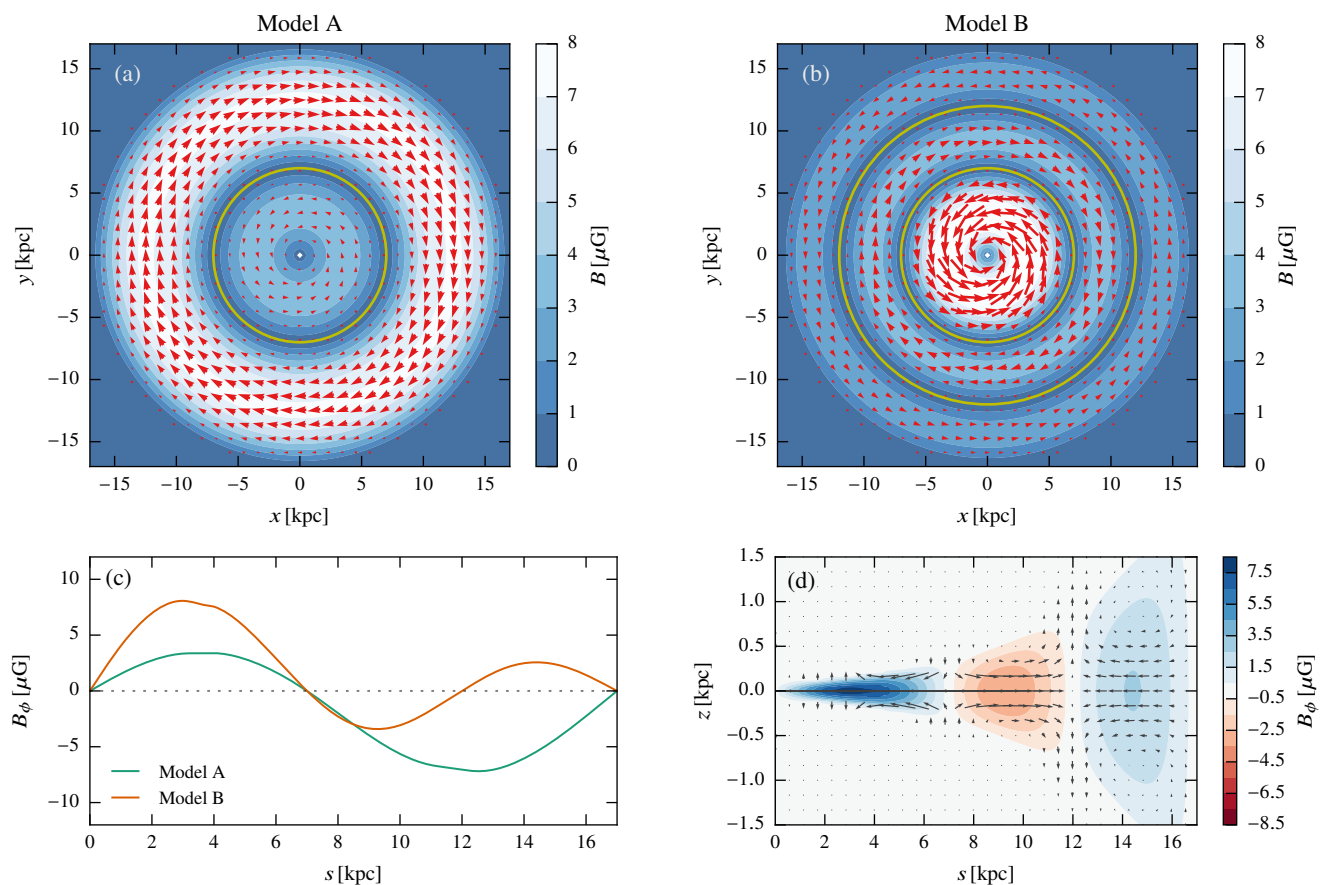 Model A
Model B
(a)
(b)
15
10
5
0
−5
−10
−15
y [kpc]
−15 −10 −5 0 5 10 15
x [kpc]
8
7
6
5
4
3
2
1
0
B [μG]
15
10
5
0
−5
−10
−15
y [kpc]
−15 −10 −5 0 5 10 15
x [kpc]
8
7
6
5
4
3
2
1
0
B [μG]
(c)
10
5
0
−5
−10
B_ϕ [μG]
Model A
Model B
0 2 4 6 8 10 12 14 16
s [kpc]
(d)
1.5
1.0
0.5
0.0
−0.5
−1.0
−1.5
z [kpc]
0 2 4 6 8 10 12 14 16
s [kpc]
7.5
5.5
3.5
1.5
−0.5
−2.5
−4.5
−6.5
−8.5
B_ϕ [μG]